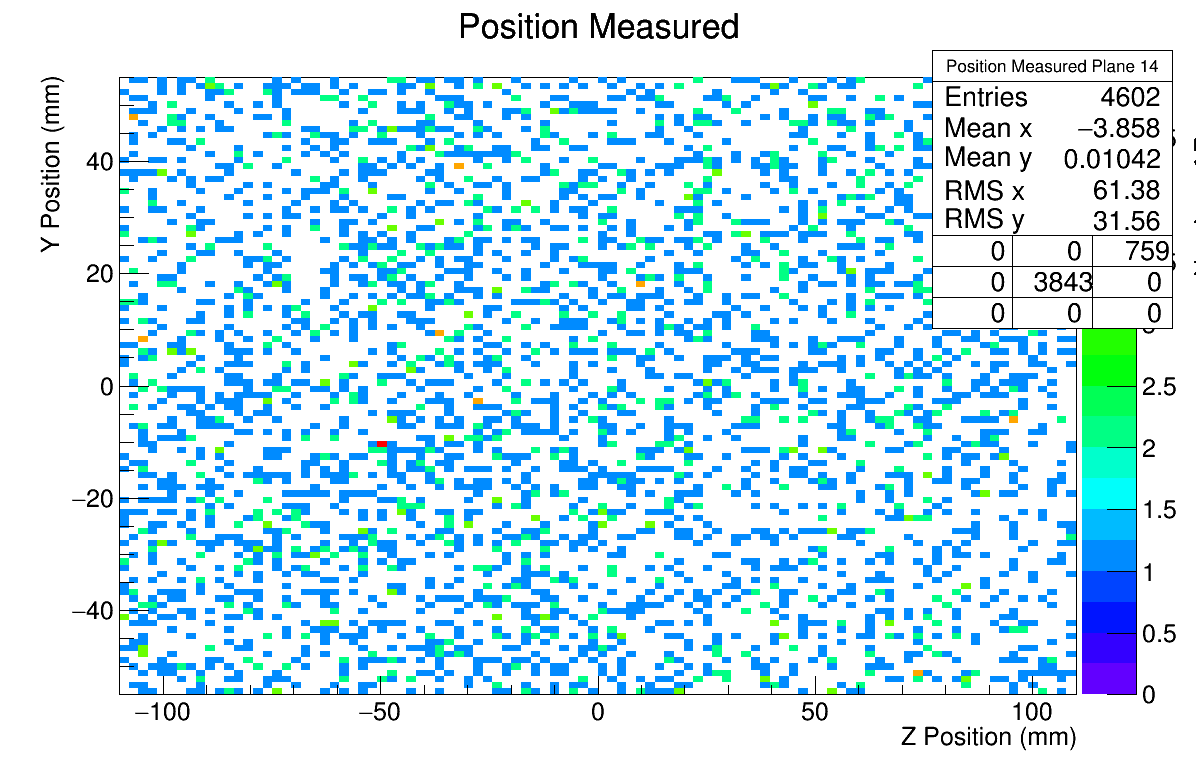 Position Measured
Position Measured Plane 14
Entries 4602
Mean x −3.858
Mean y 0.01042
RMS x 61.38
RMS y 31.56
0 0 759
0 3843 0
0 0 0
Y Position (mm)
40
20
0
−20
−40
−100 −50 0 50 100
Z Position (mm)
2.5
2
1.5
1
0.5
0